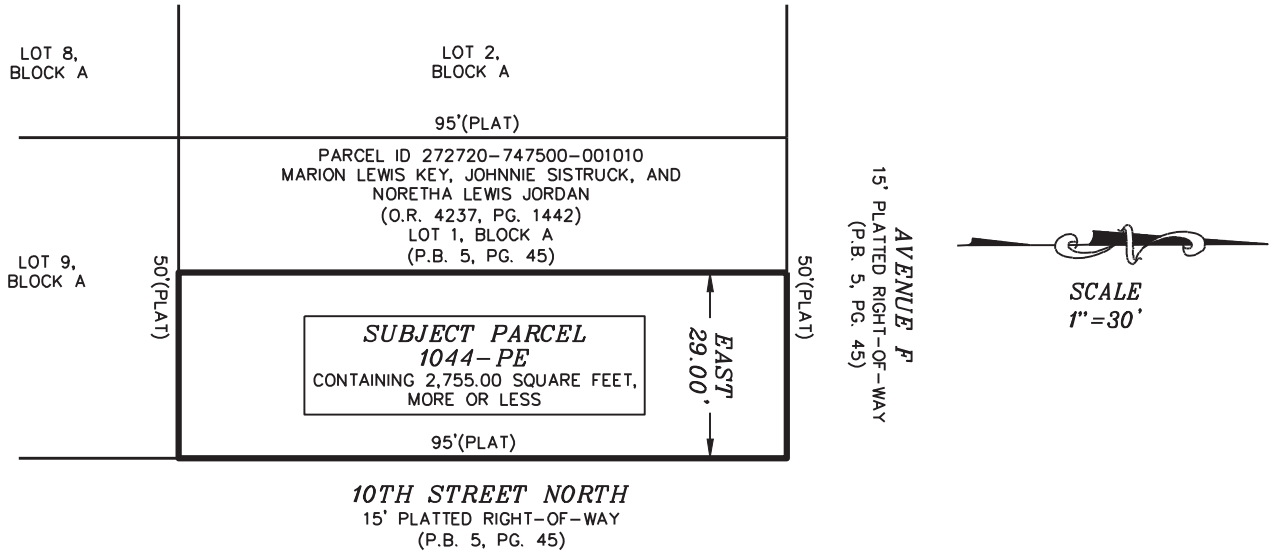 LOT 8,
BLOCK A
LOT 2,
BLOCK A
95'(PLAT)
PARCEL ID 272720-747500-001010
MARION LEWIS KEY, JOHNNIE SISTRUCK, AND
NORETHA LEWIS JORDAN
(O.R. 4237, PG. 1442)
LOT 1, BLOCK A
(P.B. 5, PG. 45)
LOT 9,
BLOCK A
50'(PLAT)
50'(PLAT)
SUBJECT PARCEL
1044-PE
CONTAINING 2,755.00 SQUARE FEET,
MORE OR LESS
EAST
29.00'
95'(PLAT)
AVENUE F
15' PLATTED RIGHT-OF-WAY
(P.B. 5, PG. 45)
SCALE
1"=30'
10TH STREET NORTH
15' PLATTED RIGHT-OF-WAY
(P.B. 5, PG. 45)